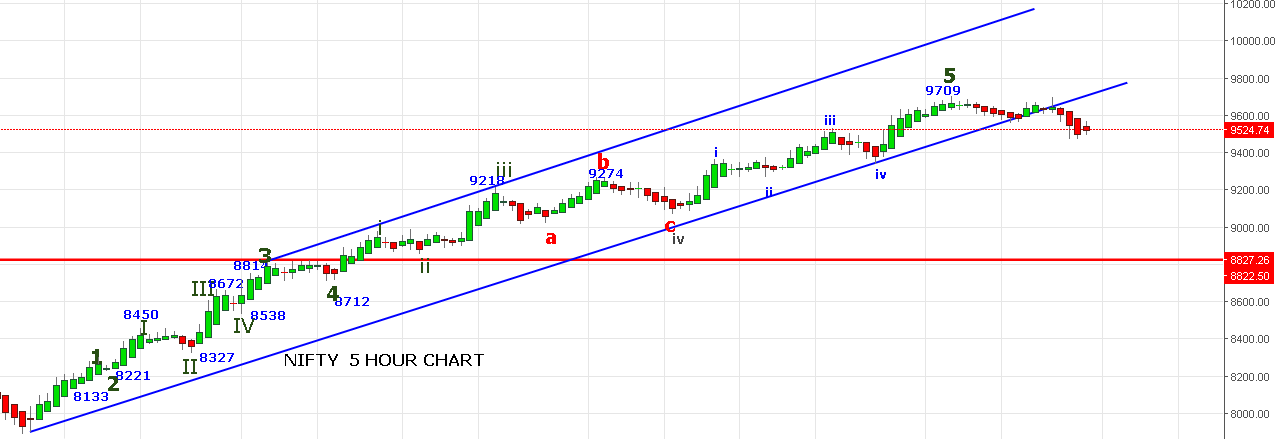 10200.00
10000.00
9800.00
5
9709
9600.00
iii
9524.74
i
9400.00
b
iii
9274
iv
9218
ii
9200.00
i
c
9000.00
a
iv
3
ii
8814
8827.26
8822.50
III
8672
4
8712
8600.00
8450
8538
I
IV
8400.00
1
8327
NIFTY 5 HOUR CHART
II
8221
2
8200.00
8133
8000.00